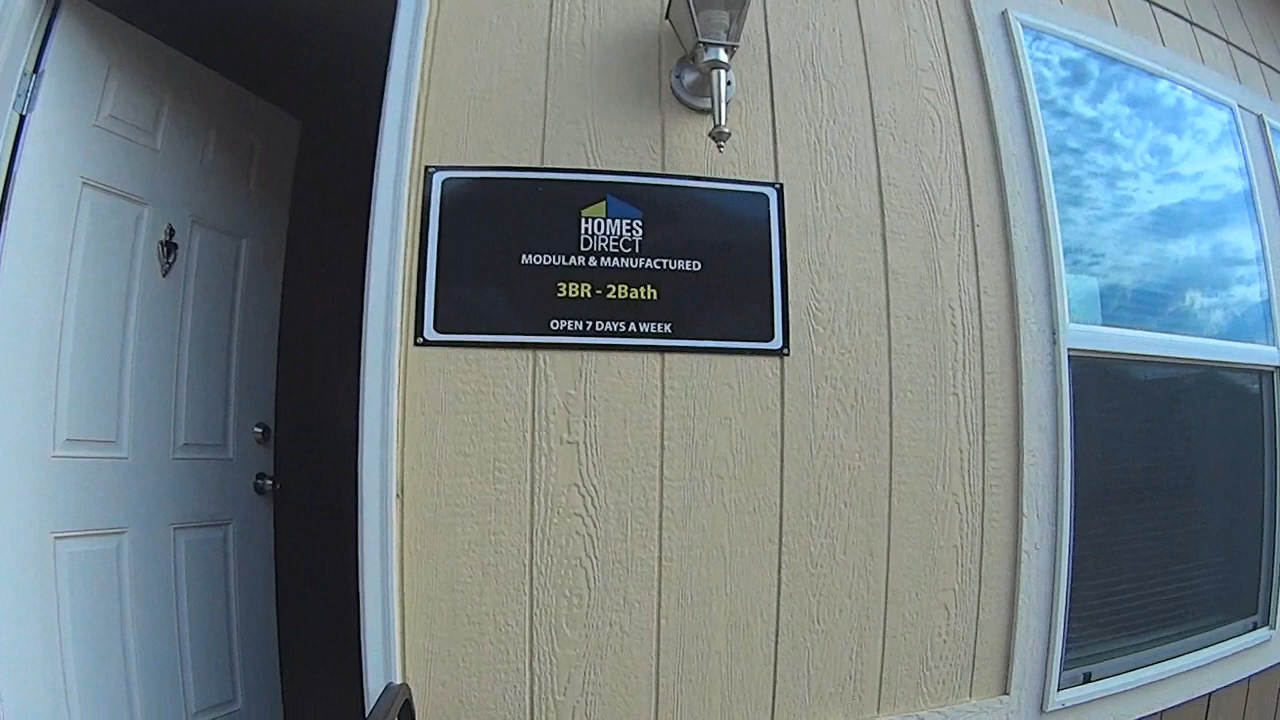 HOMES
DIRECT
MODULAR & MANUFACTURED
3BR - 2Bath
OPEN 7 DAYS A WEEK